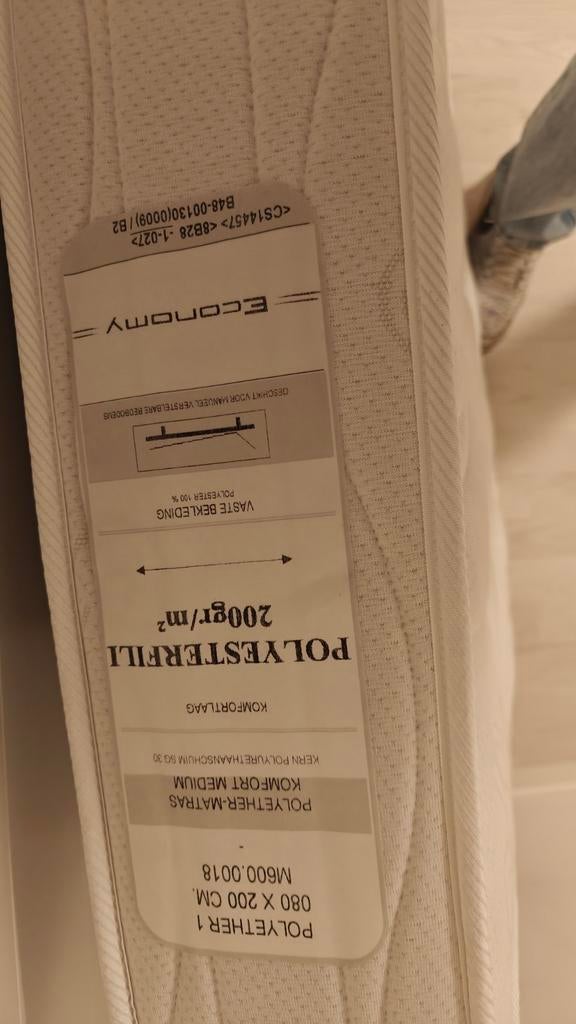 POLYETHER 1
080 X 200 CM.
M600.0018
-
POLYETHER-MATRAS
KOMFORT MEDIUM
KERN POLYURETHAANSCHUIM SG 30
KOMFORTLAAG
POLYESTERFILL
200gr/m²
VASTE BEKLEDING
POLYESTER 100 %
GESCHIKT VOOR MANUEEL VERSTELBARE BEDBODEMS
ECONOMY
<CS14457> <8B28 -1-027>
B48-00130(0009) / B2